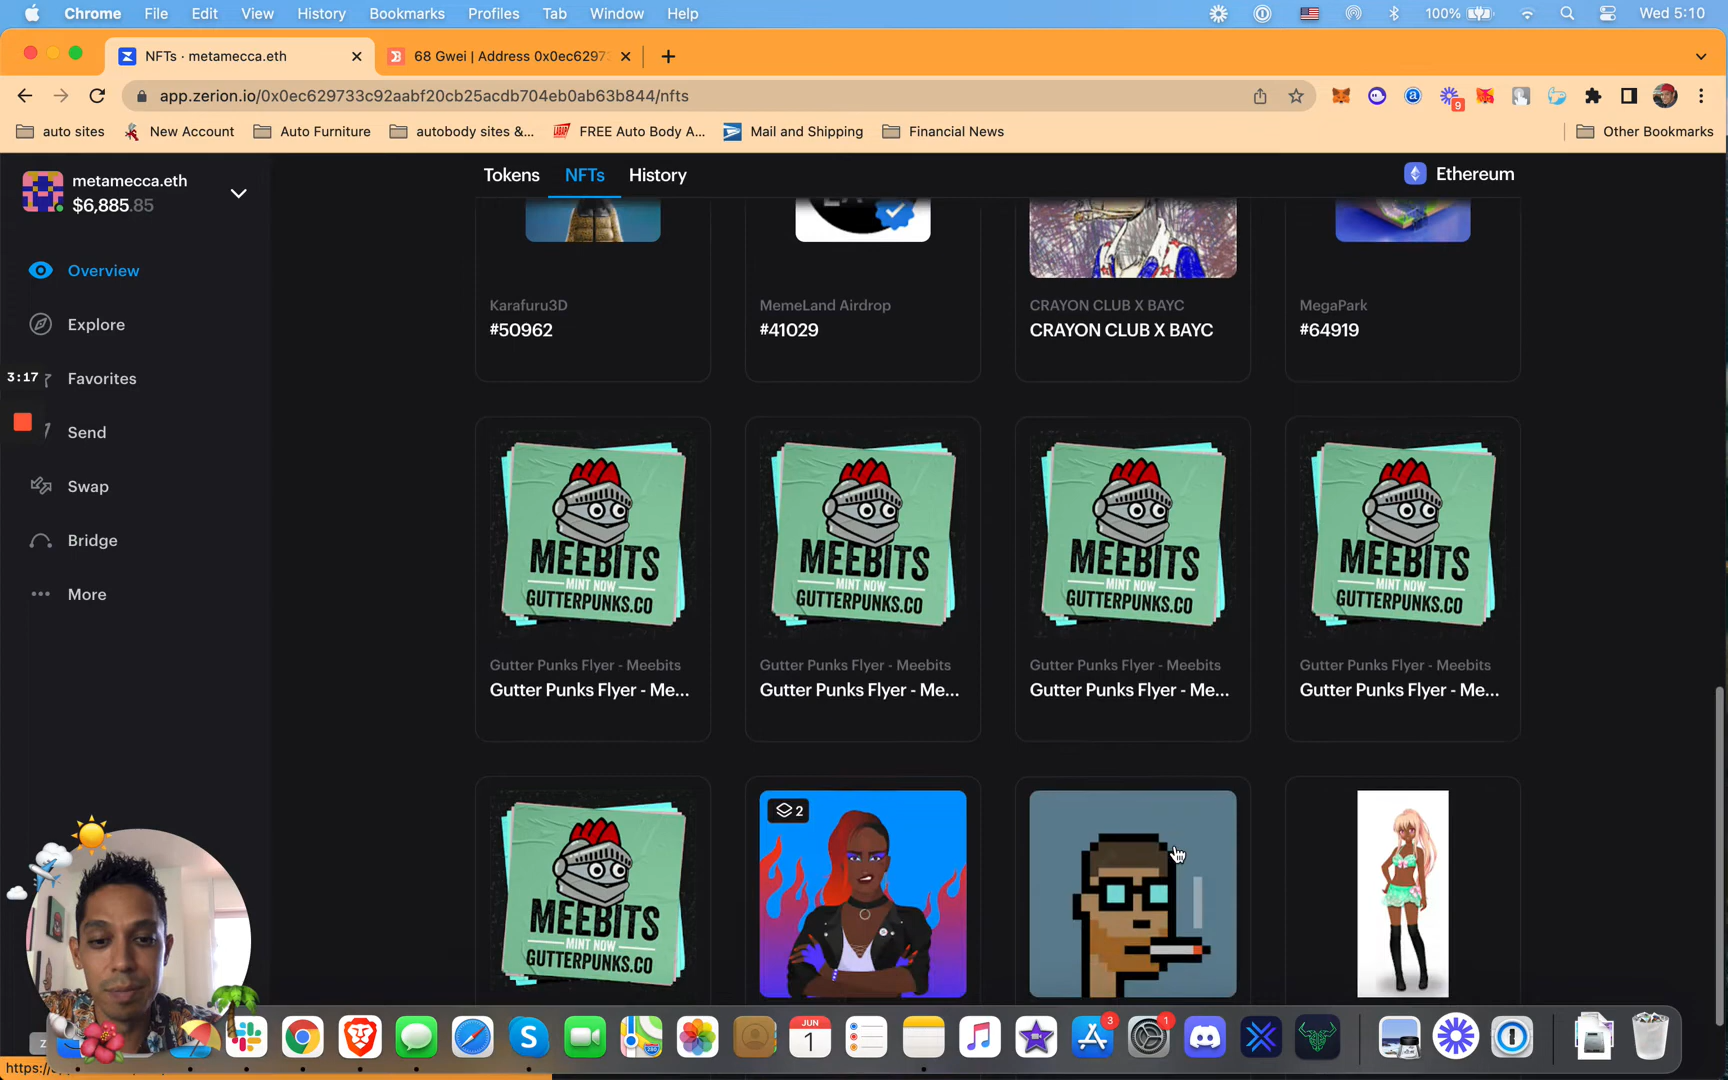 Chrome File Edit View History Bookmarks Profiles Tab Window Help 100% Wed 5:10
NFTs · metamecca.eth
68 Gwei | Address 0x0ec6297
app.zerion.io/0x0ec629733c92aabf20cb25acdb704eb0ab63b844/nfts
9
auto sites New Account Auto Furniture autobody sites &... FREE Auto Body A... Mail and Shipping Financial News Other Bookmarks
metamecca.eth
$6,885.85
Tokens NFTs History Ethereum
Overview
Explore
3:17
Favorites
Send
Swap
Bridge
More
Karafuru3D
#50962
MemeLand Airdrop
#41029
CRAYON CLUB X BAYC
CRAYON CLUB X BAYC
MegaPark
#64919
MEEBITS
MINT NOW
GUTTERPUNKS.CO
MEEBITS
MINT NOW
GUTTERPUNKS.CO
MEEBITS
MINT NOW
GUTTERPUNKS.CO
MEEBITS
MINT NOW
GUTTERPUNKS.CO
Gutter Punks Flyer - Meebits
Gutter Punks Flyer - Me...
Gutter Punks Flyer - Meebits
Gutter Punks Flyer - Me...
Gutter Punks Flyer - Meebits
Gutter Punks Flyer - Me...
Gutter Punks Flyer - Meebits
Gutter Punks Flyer - Me...
MEEBITS
MINT NOW
GUTTERPUNKS.CO
2
JUN
1
3
1